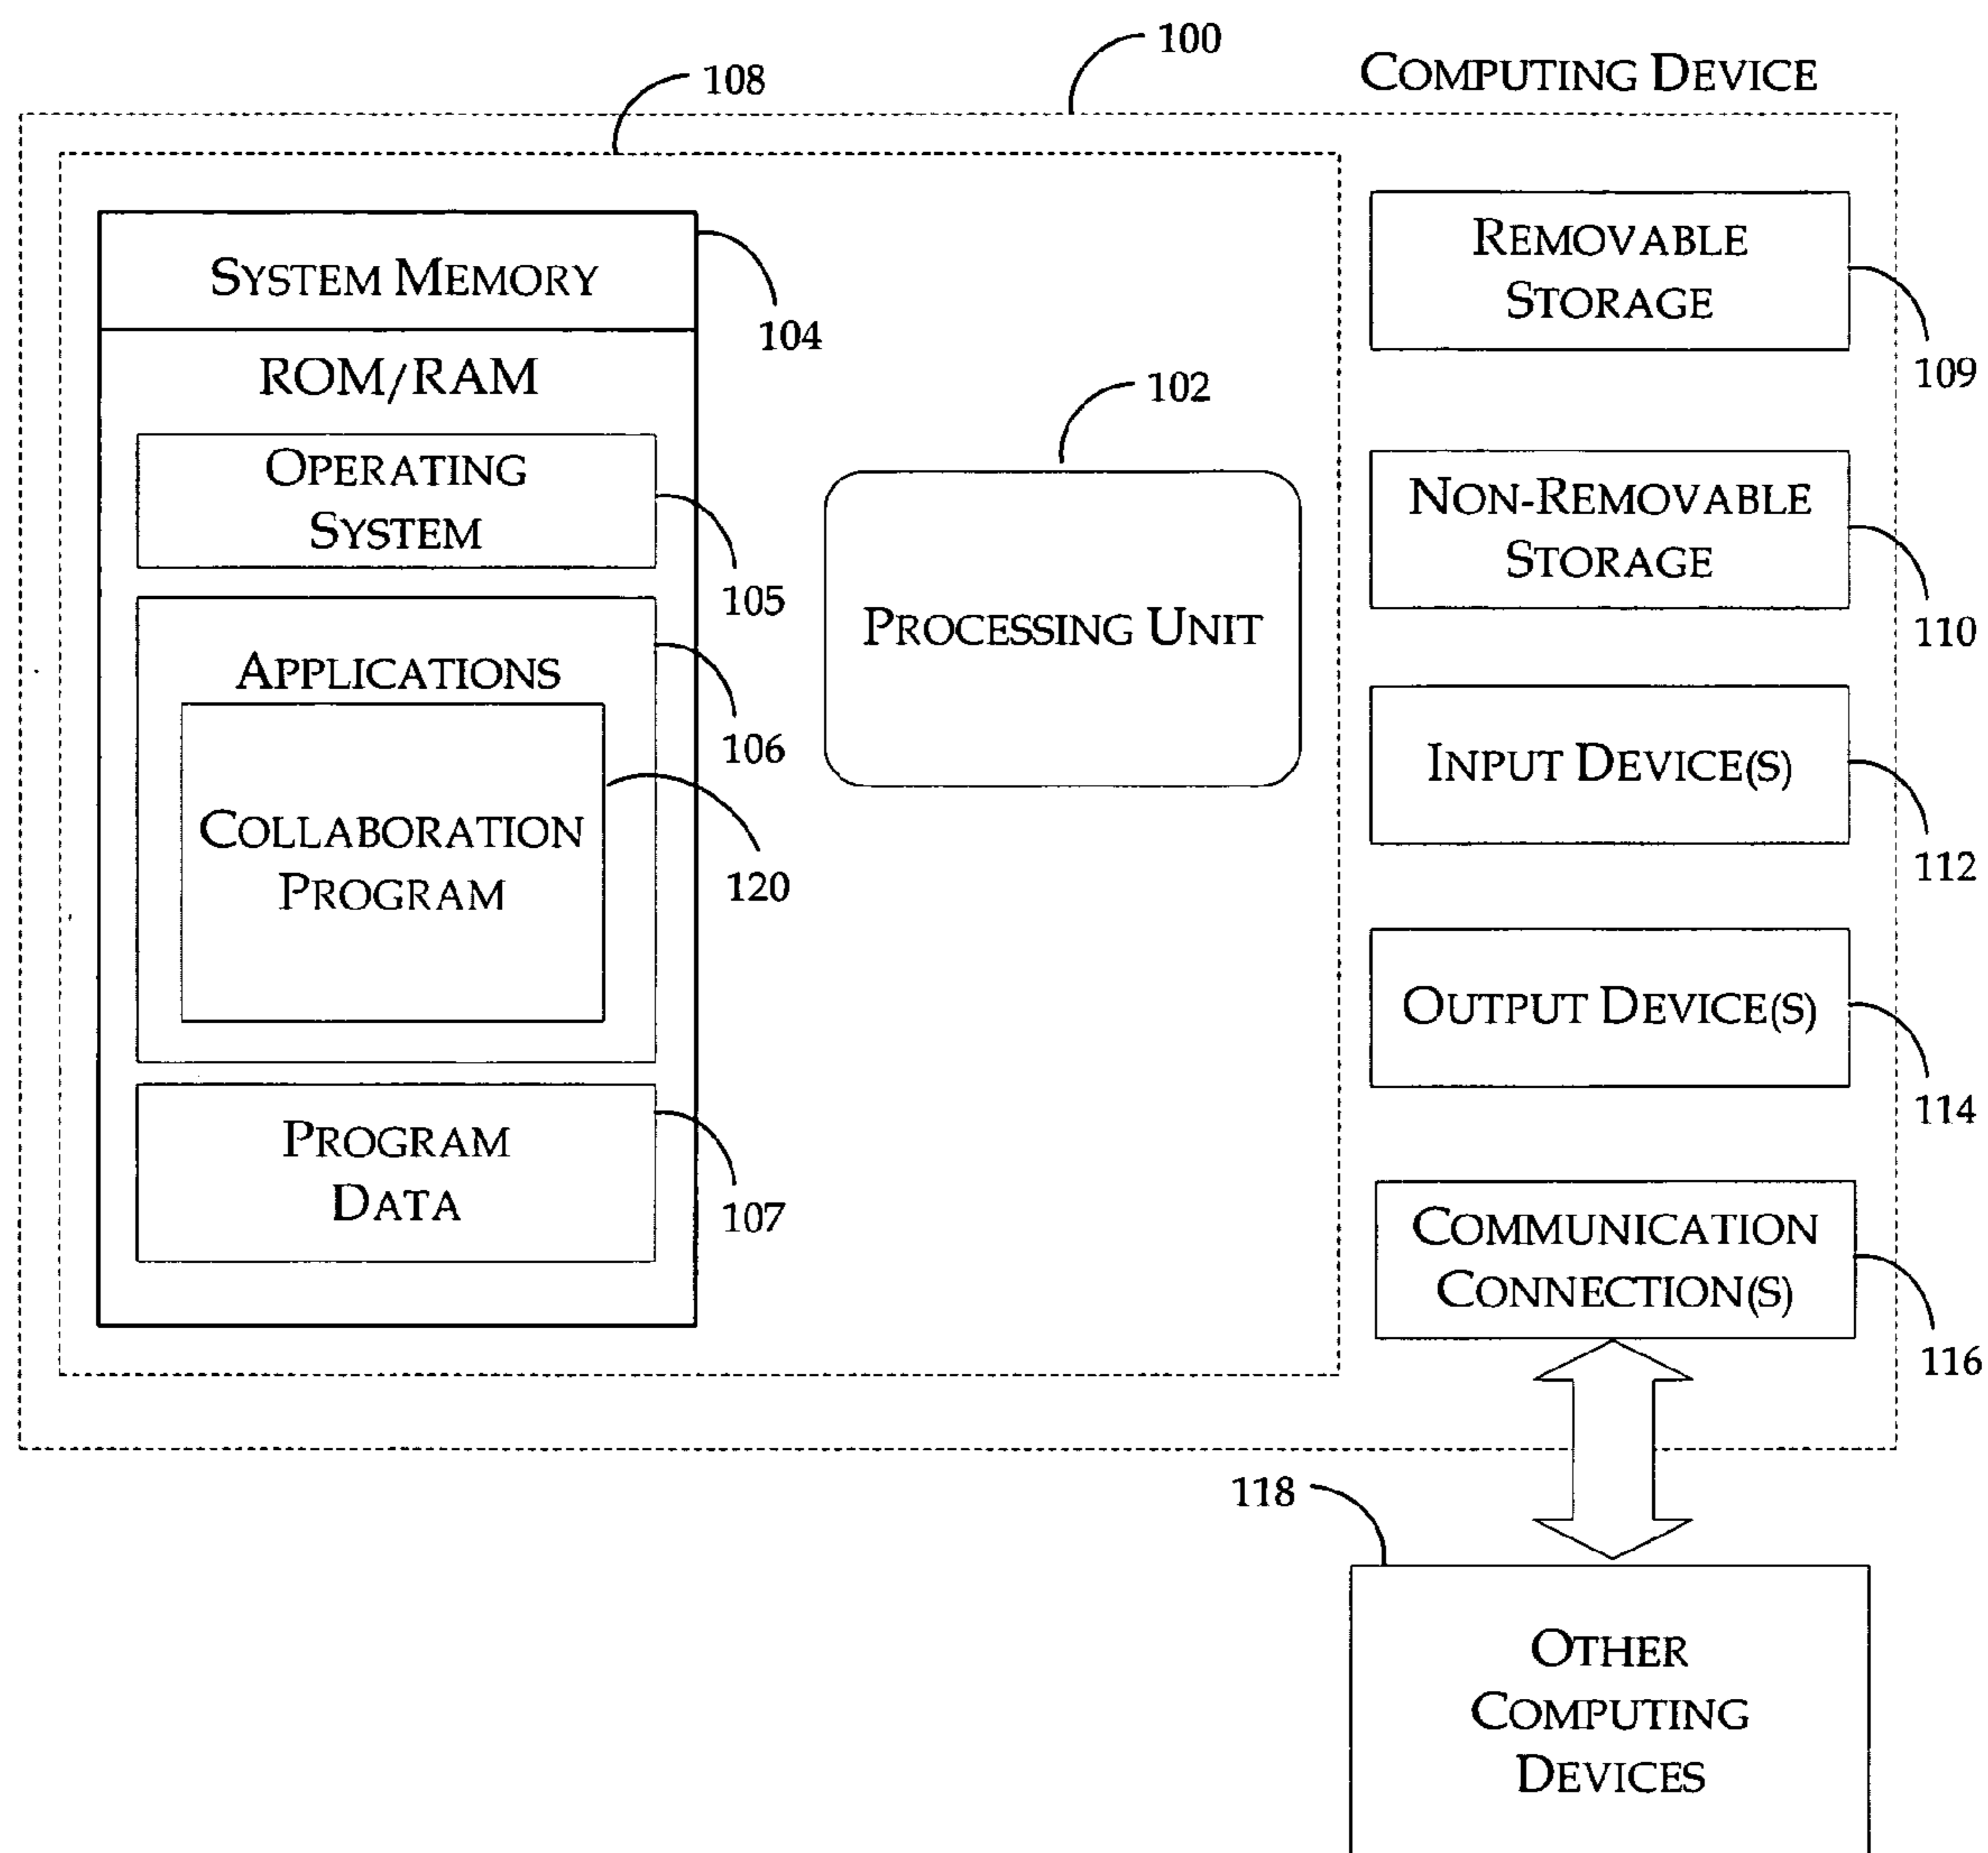 100
COMPUTING DEVICE
108
SYSTEM MEMORY
104
ROM/RAM
OPERATING
SYSTEM
105
APPLICATIONS
106
COLLABORATION
PROGRAM
120
PROGRAM
DATA
107
102
PROCESSING UNIT
REMOVABLE
STORAGE
109
NON-REMOVABLE
STORAGE
110
INPUT DEVICE(S)
112
OUTPUT DEVICE(S)
114
COMMUNICATION
CONNECTION(S)
116
118
OTHER
COMPUTING
DEVICES